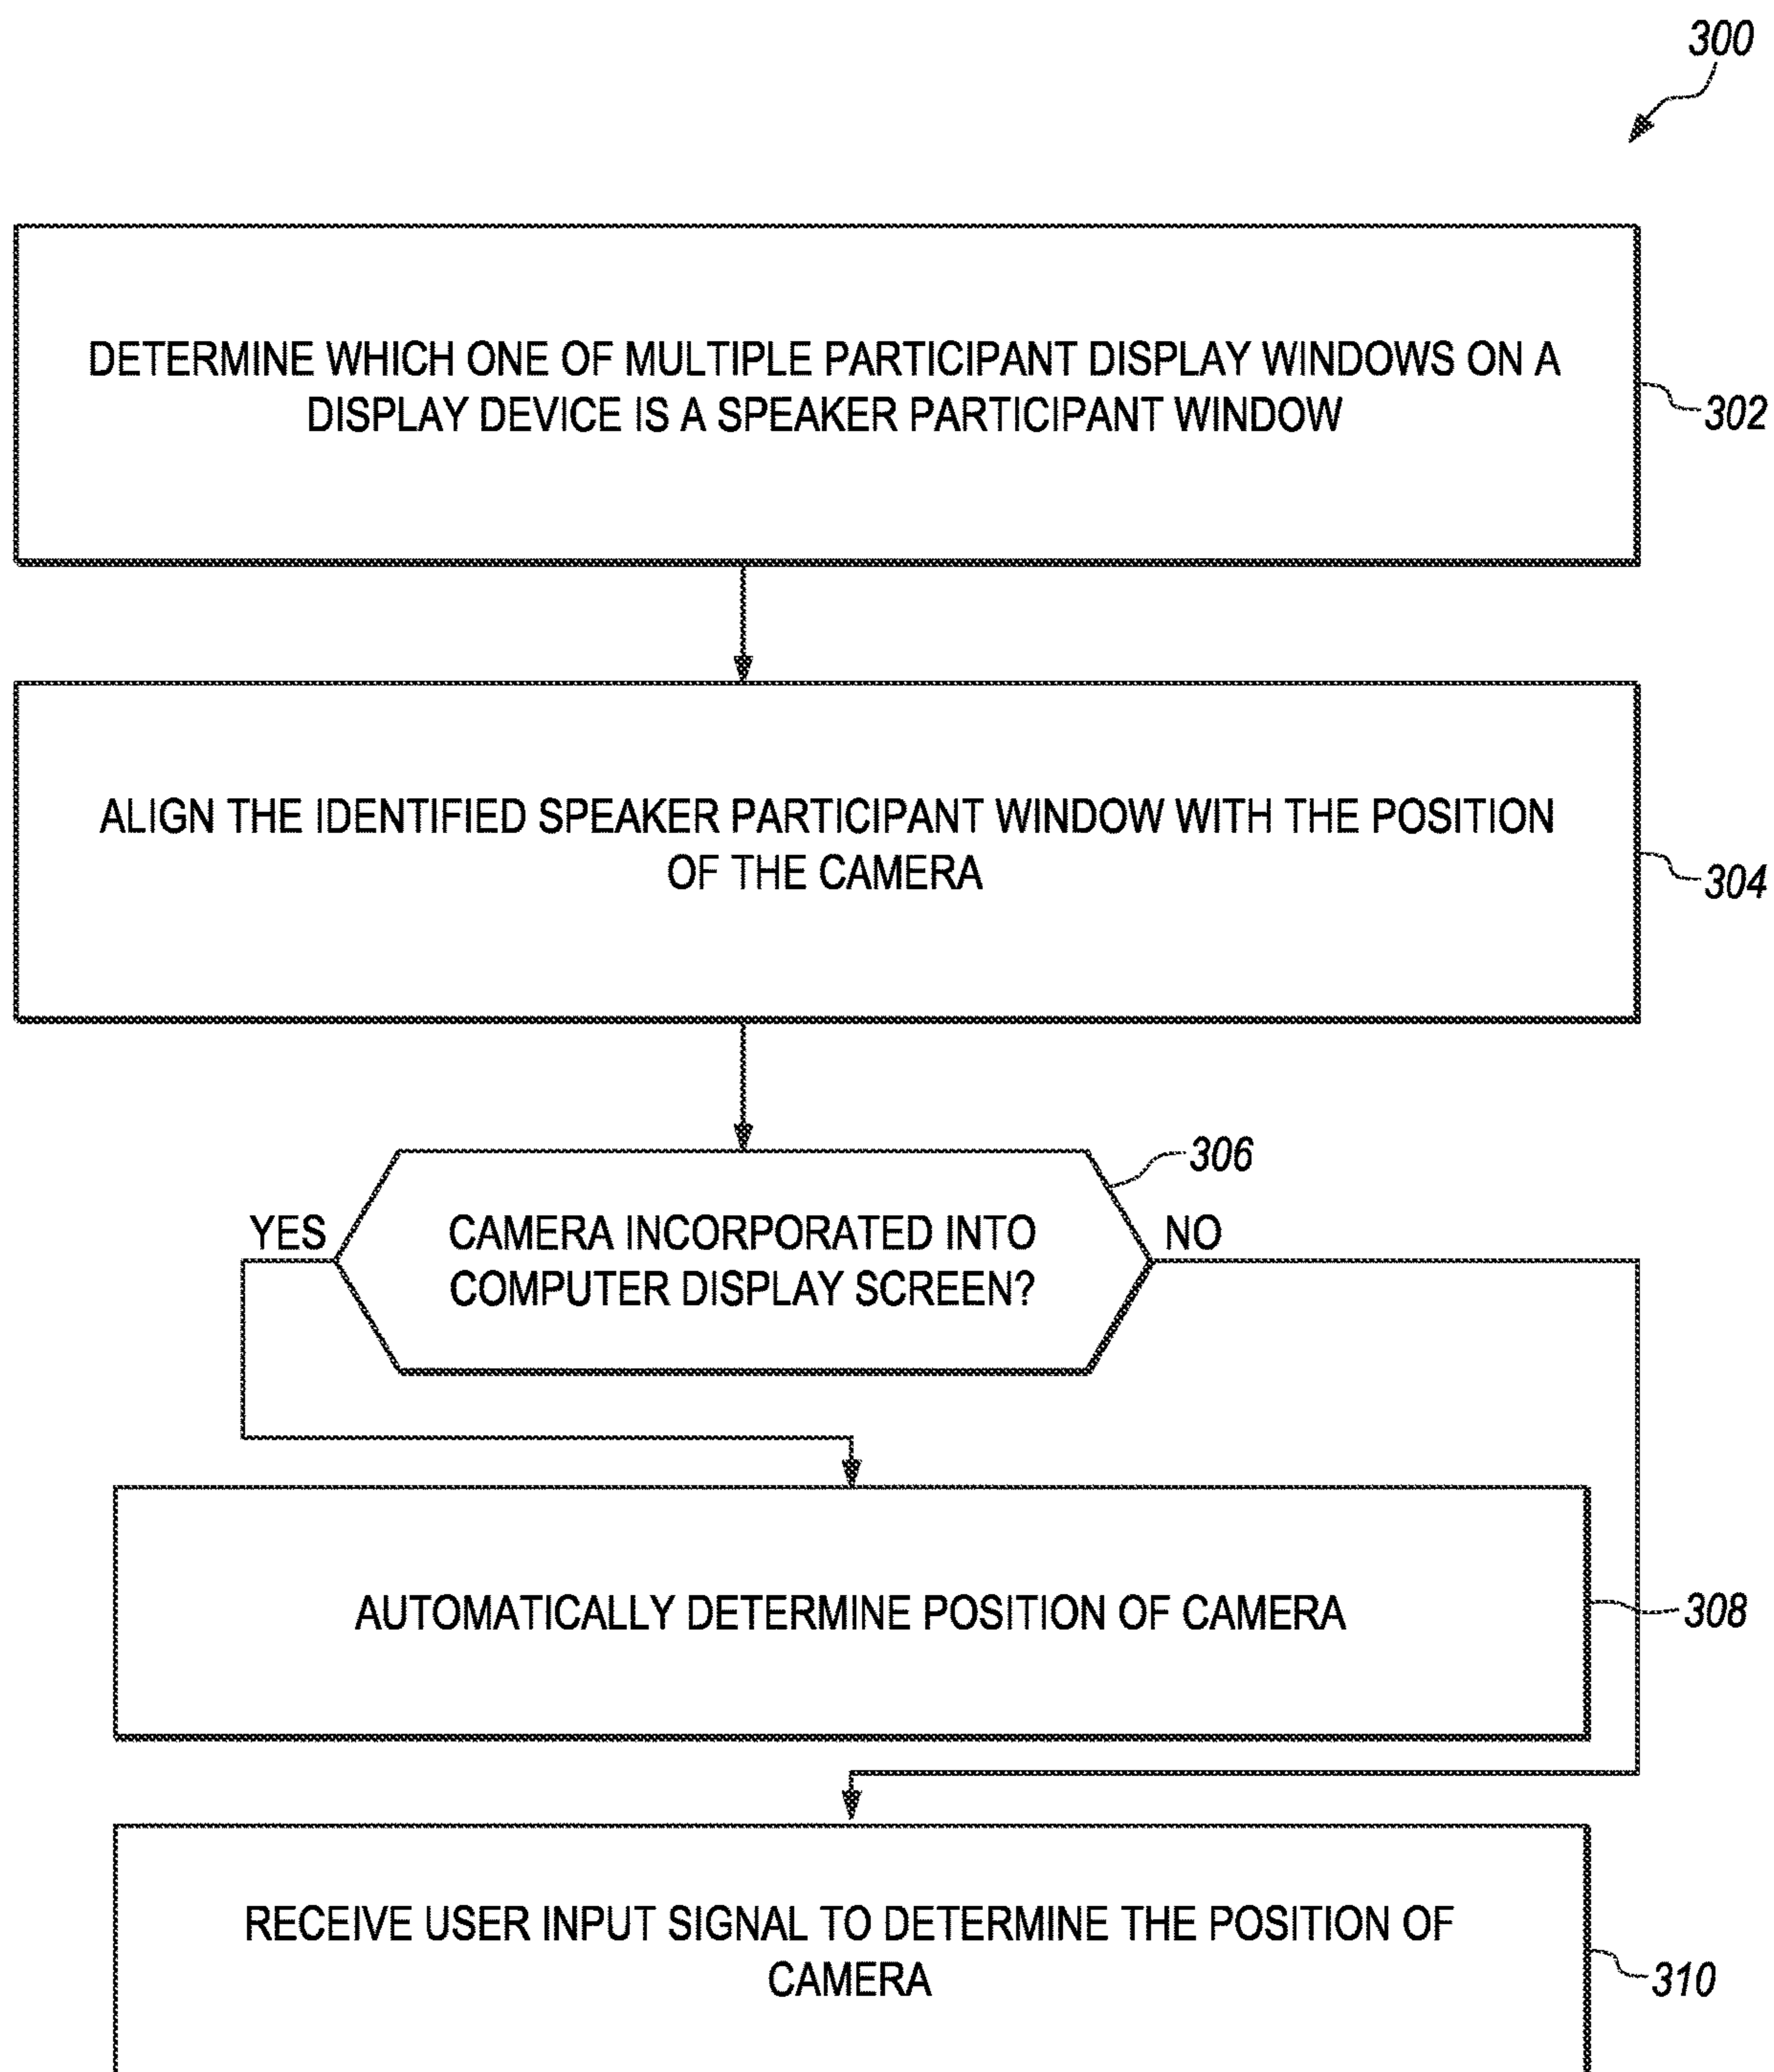 300
DETERMINE WHICH ONE OF MULTIPLE PARTICIPANT DISPLAY WINDOWS ON A
DISPLAY DEVICE IS A SPEAKER PARTICIPANT WINDOW
302
ALIGN THE IDENTIFIED SPEAKER PARTICIPANT WINDOW WITH THE POSITION
OF THE CAMERA
304
306
YES
CAMERA INCORPORATED INTO
COMPUTER DISPLAY SCREEN?
NO
AUTOMATICALLY DETERMINE POSITION OF CAMERA
308
RECEIVE USER INPUT SIGNAL TO DETERMINE THE POSITION OF
CAMERA
310